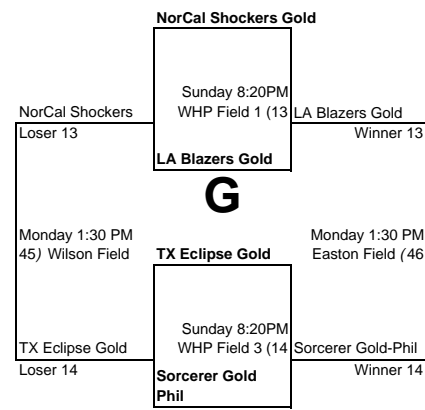 NorCal Shockers Gold
Sunday 8:20PM
NorCal Shockers WHP Field 1 (13 LA Blazers Gold
Loser 13 Winner 13
LA Blazers Gold
G
Monday 1:30 PM Monday 1:30 PM
45) Wilson Field TX Eclipse Gold Easton Field (46
Sunday 8:20PM
TX Eclipse Gold WHP Field 3 (14 Sorcerer Gold-Phil
Loser 14 Winner 14
Sorcerer Gold
Phil